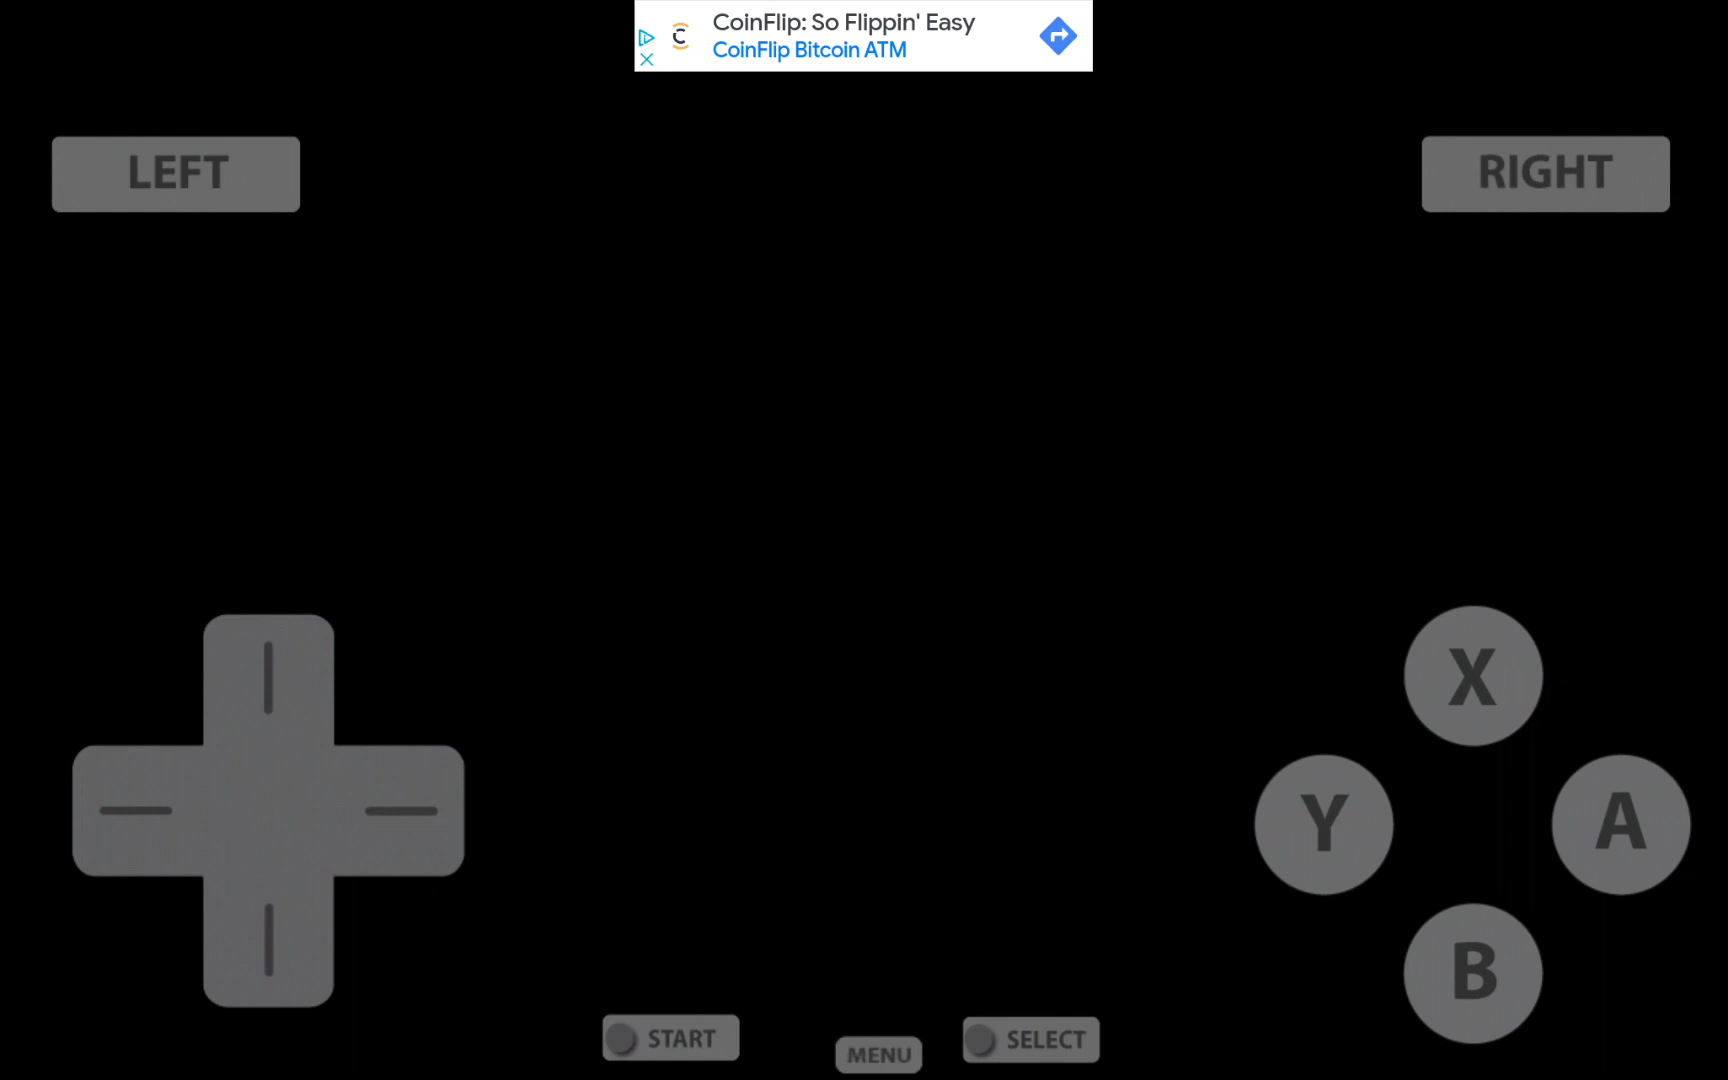 CoinFlip: So Flippin' Easy
CoinFlip Bitcoin ATM
LEFT
RIGHT
X
Y
A
B
START
SELECT
MENU